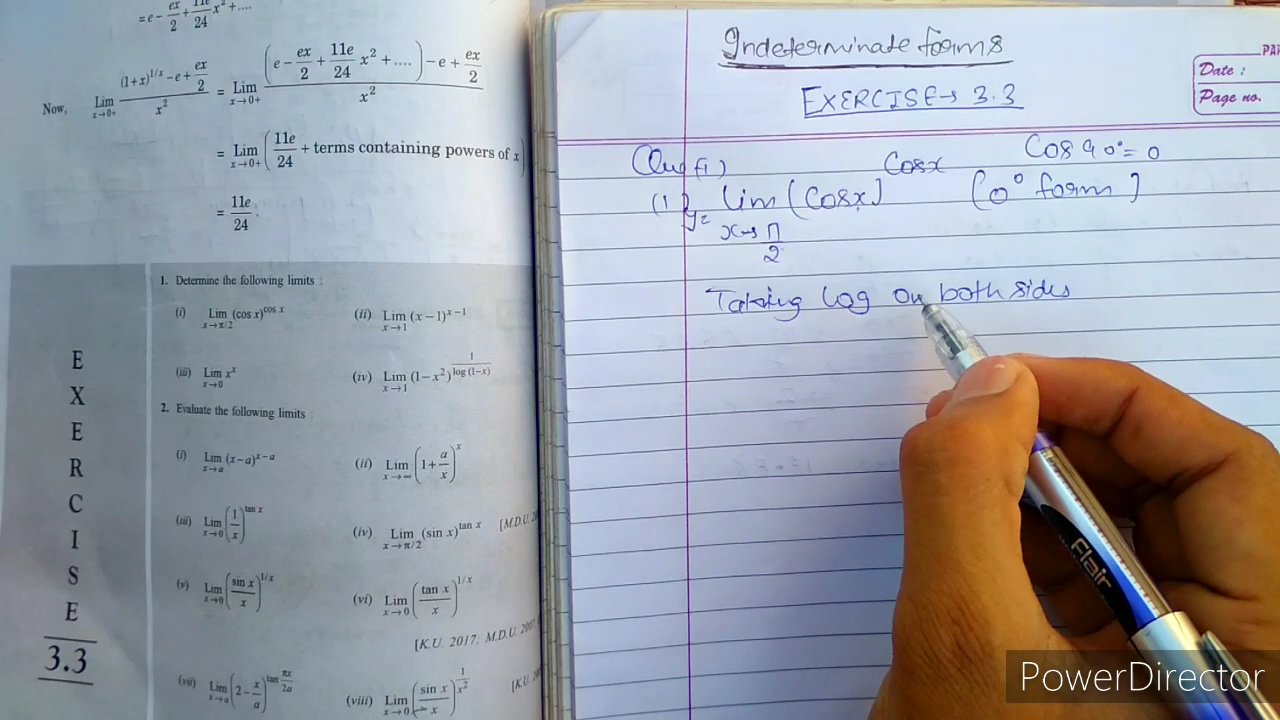 = e - ex/2 + 11e/24 x² + ....
Now, Lim x→0+ ((1+x)^(1/x) - e + ex/2)/x² = Lim x→0+ ((e - ex/2 + 11e/24 x² + ....) - e + ex/2)/x²
= Lim x→0+ (11e/24 + terms containing powers of x)
= 11e/24.
EXERCISE 3.3
1. Determine the following limits :
(i) Lim x→π/2 (cos x)^(cos x) (ii) Lim x→1 (x-1)^(x-1)
(iii) Lim x→0 x^x (iv) Lim x→1 (1-x²)^(1/log (1-x))
2. Evaluate the following limits :
(i) Lim x→a (x-a)^(x-a) (ii) Lim x→∞ (1+a/x)^x
(iii) Lim x→0 (1/x)^(tan x) (iv) Lim x→π/2 (sin x)^(tan x) [M.D.U.
(v) Lim x→0 (sin x/x)^(1/x) (vi) Lim x→0 (tan x/x)^(1/x)
[K.U. 2017; M.D.U. 2007,
(vii) Lim x→a (2-x/a)^(tan πx/2a) (viii) Lim x→0 (sin x/x)^(1/x²) [K.U.
Indeterminate forms
EXERCISE→ 3.3
Date :
Page no.
Cos 90°= 0
(1) y= lim x→π/2 (Cosx)^Cosx (0° form]
Taking log on both sides
Flair
PowerDirector